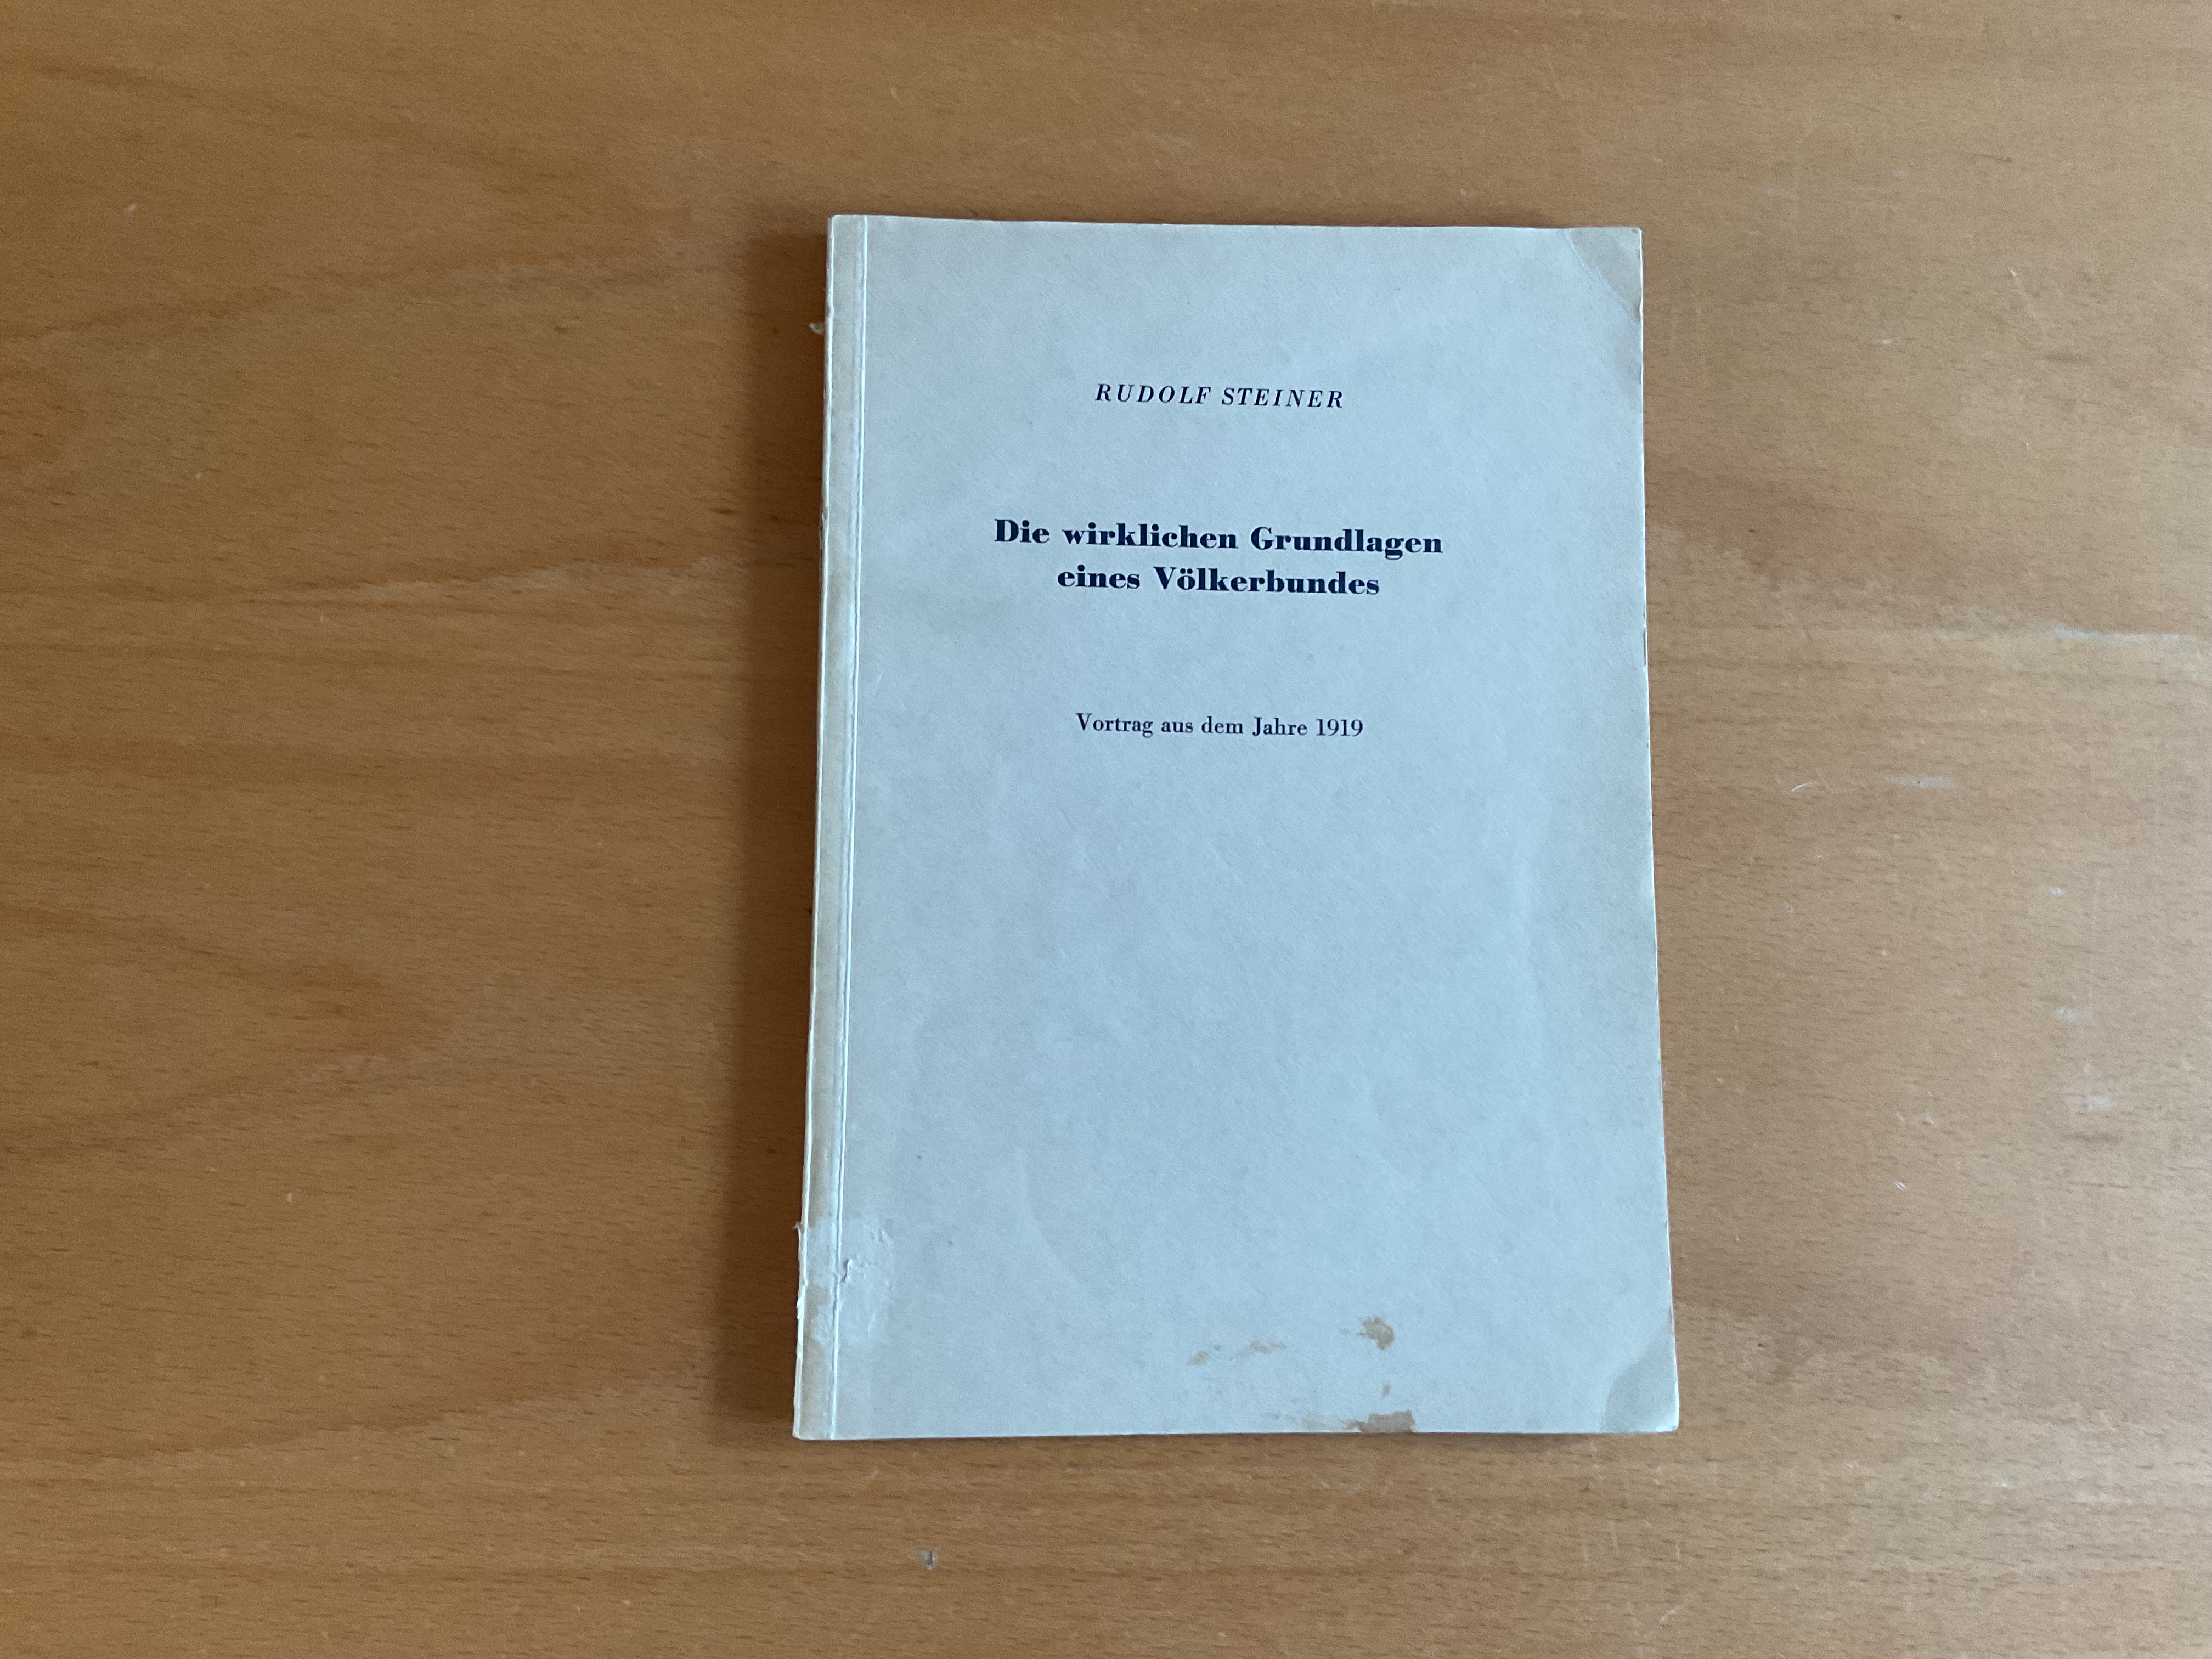 RUDOLF STEINER
Die wirklichen Grundlagen
eines Völkerbundes
Vortrag aus dem Jahre 1919